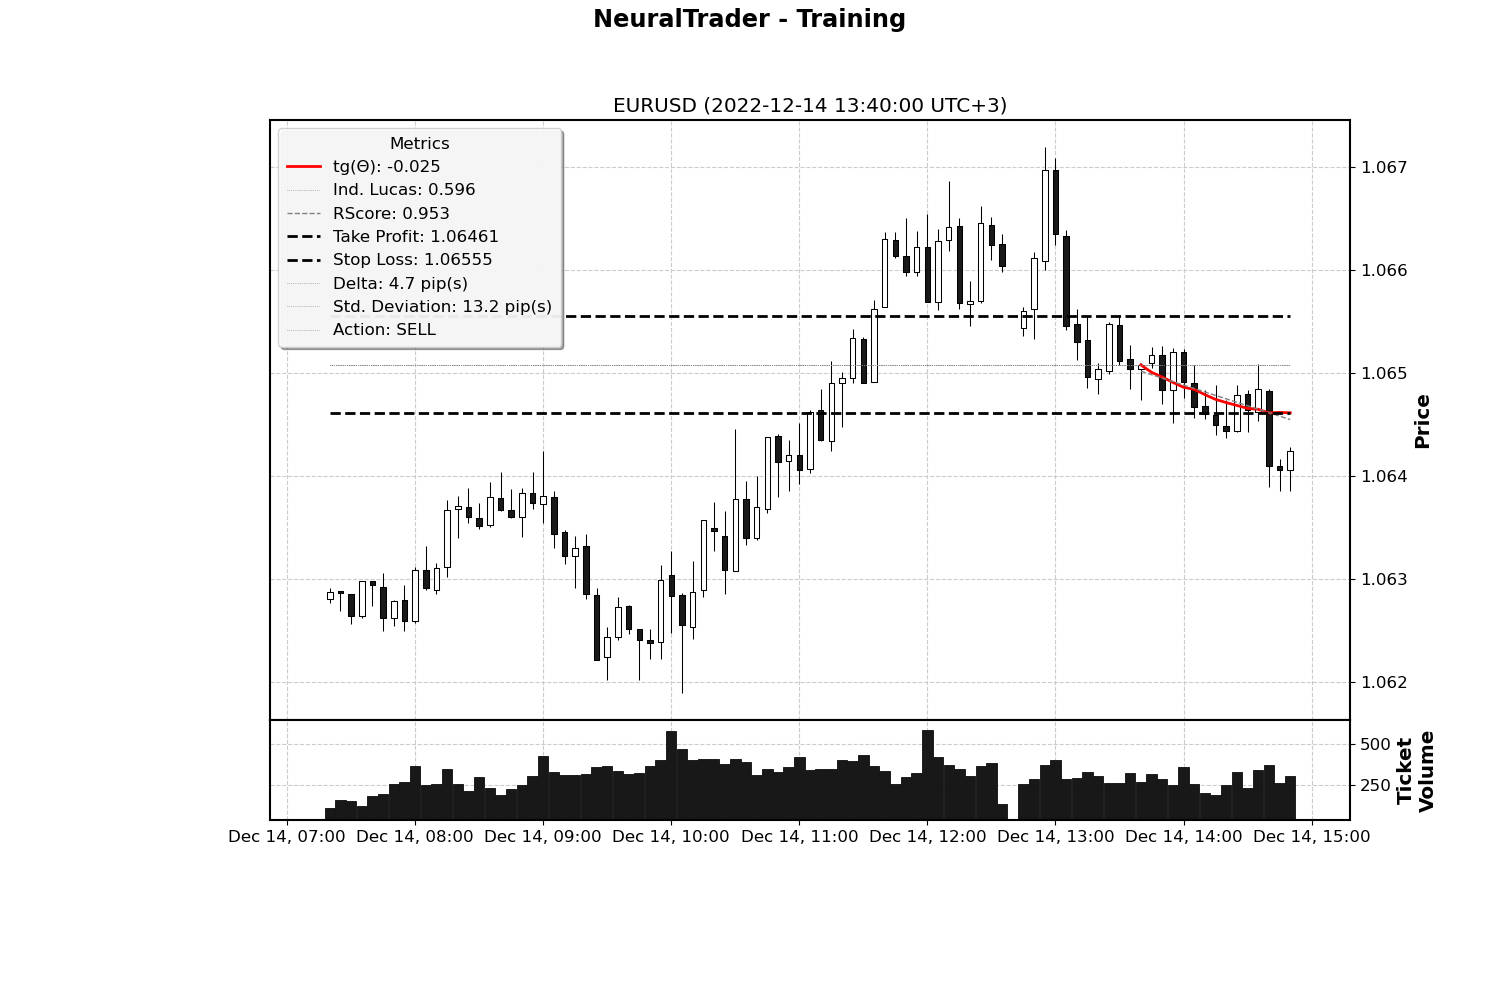 NeuralTrader - Training
EURUSD (2022-12-14 13:40:00 UTC+3)
Metrics
tg(Θ): -0.025
Ind. Lucas: 0.596
RScore: 0.953
Take Profit: 1.06461
Stop Loss: 1.06555
Delta: 4.7 pip(s)
Std. Deviation: 13.2 pip(s)
Action: SELL
1.067
1.066
1.065
1.064
1.063
1.062
Price
500
250
Ticket
Volume
Dec 14, 07:00
Dec 14, 08:00
Dec 14, 09:00
Dec 14, 10:00
Dec 14, 11:00
Dec 14, 12:00
Dec 14, 13:00
Dec 14, 14:00
Dec 14, 15:00